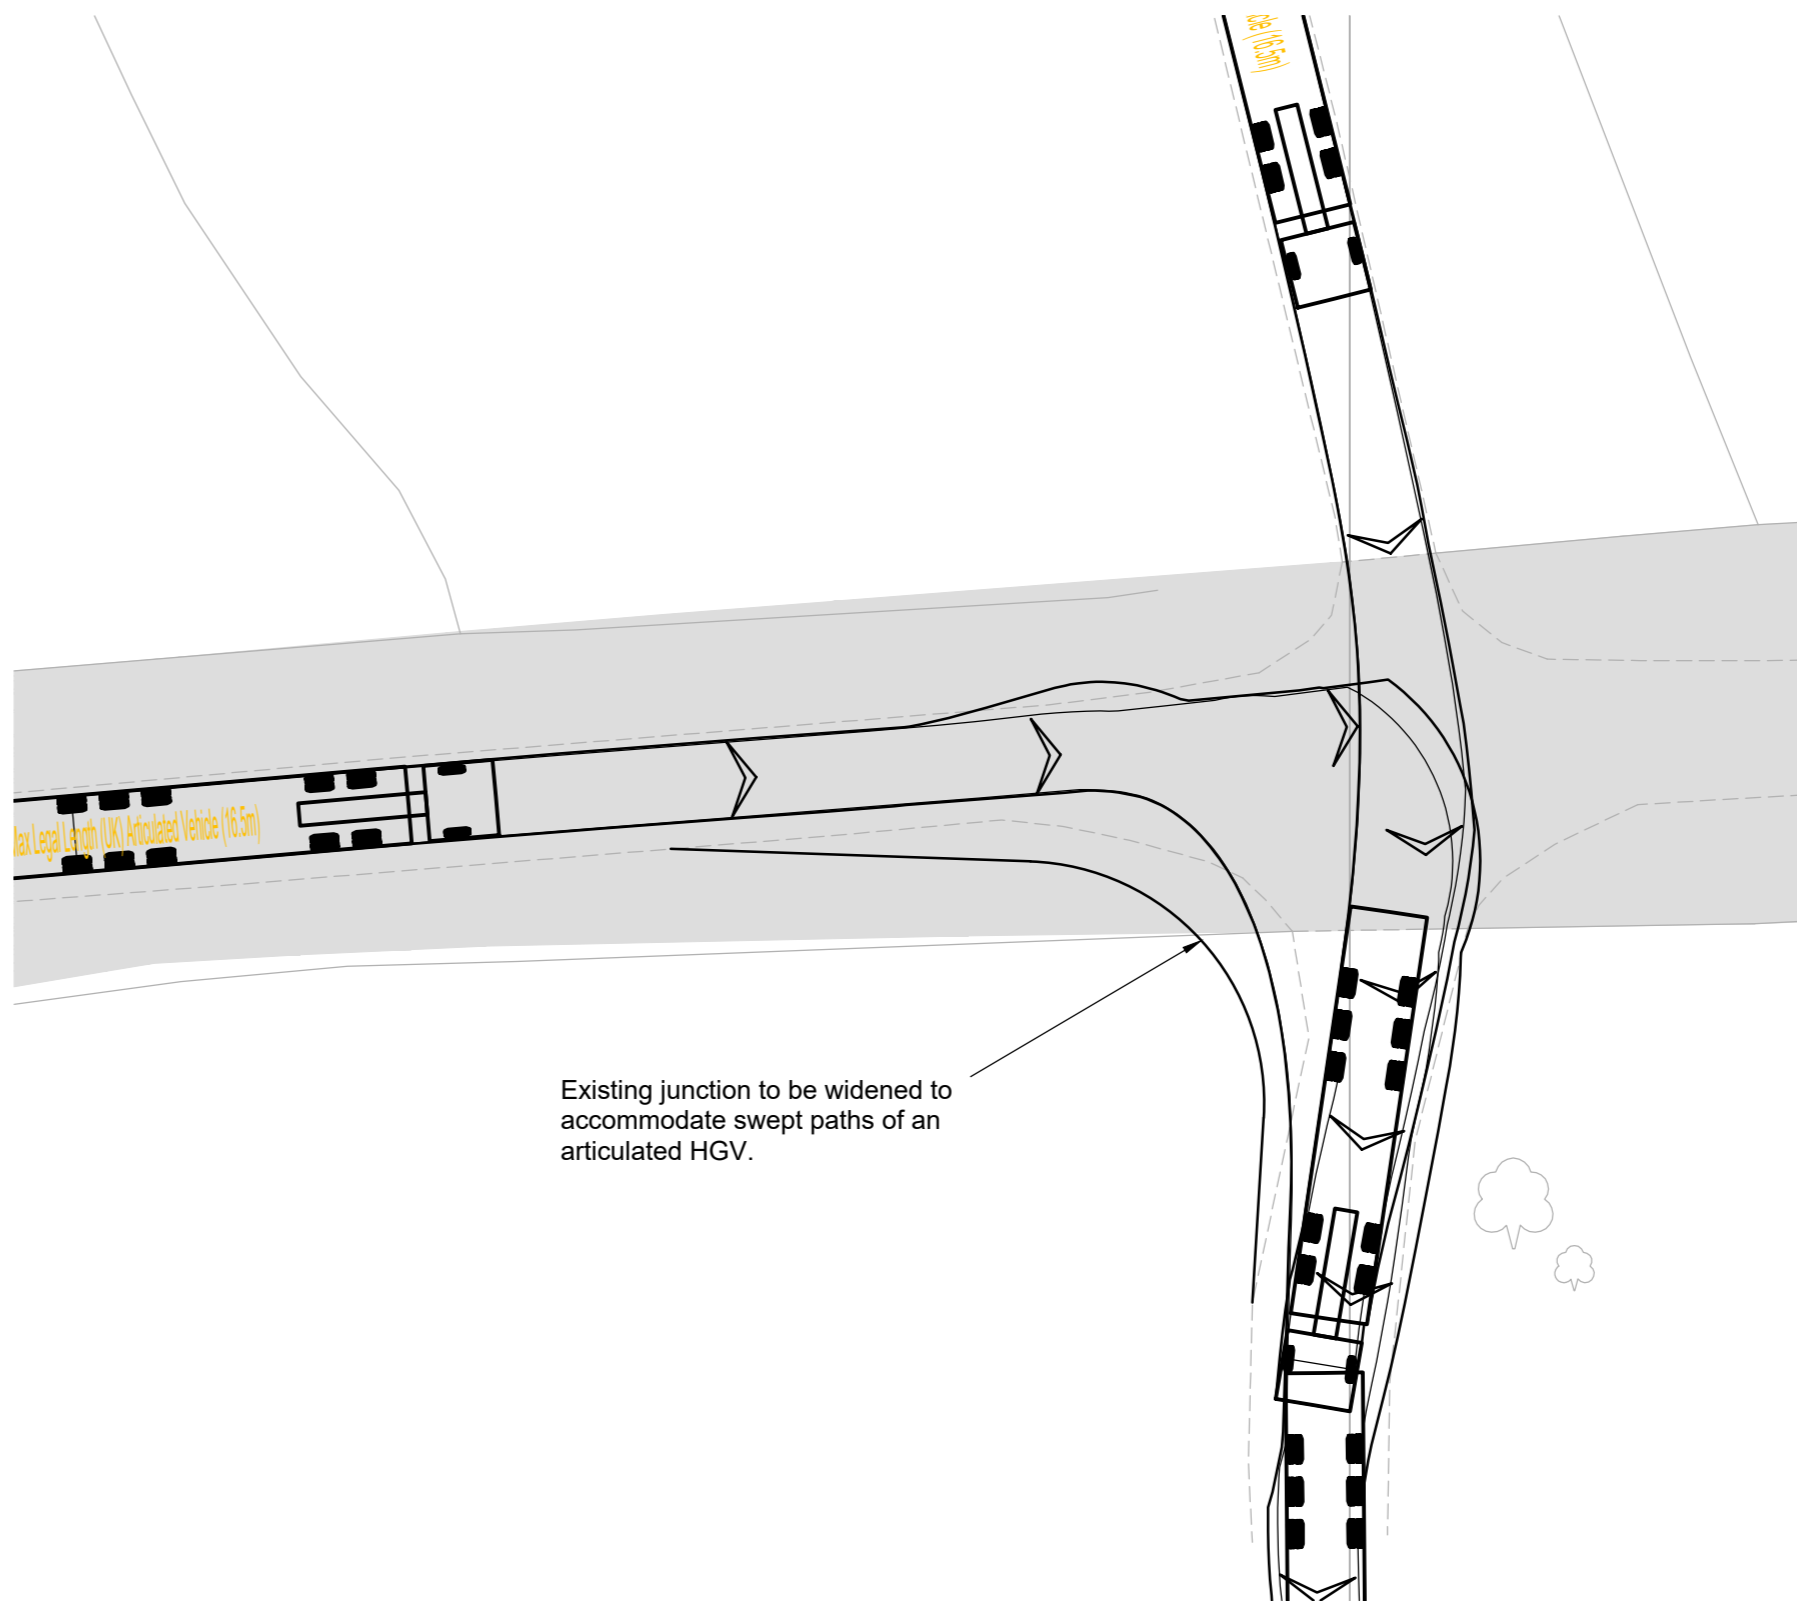 (16.5m)
Max Legal Length (UK) Articulated Vehicle (16.5m)
Existing junction to be widened to
accommodate swept paths of an
articulated HGV.